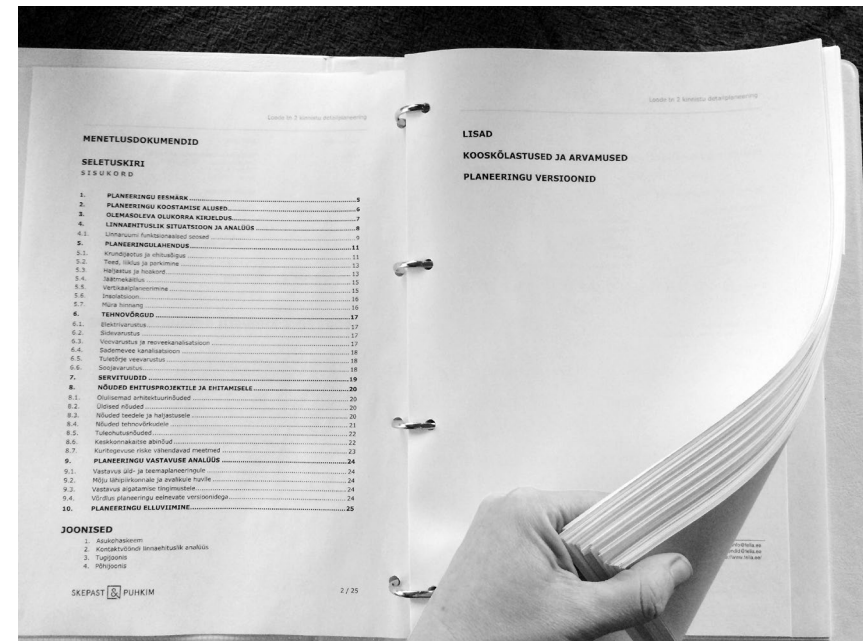 Lootsi tn 3 kinnistu detailplaneering
MENETLUSDOKUMENDID
SELETUSKIRI
SISUKORD
1. PLANEERINGU EESMÄRK 5
2. PLANEERINGU KOOSTAMISE ALUSED 6
3. OLEMASOLEVA OLUKORRA KIRJELDUS 7
4. LINNAEHITUSLIK SITUATSIOON JA ANALÜÜS 8
4.1. Linnaruumi funktsionaalsed seosed 9
5. PLANEERINGULAHENDUS 11
5.1. Krundijaotus ja ehitusõigus 11
5.2. Teed, liiklus ja parkimine 13
5.3. Haljastus ja heakord 13
5.4. Jäätmekäitlus 15
5.5. Vertikaalplaneerimine 15
5.6. Insolatsioon 16
5.7. Müra hinnang 16
6. TEHNOVÕRGUD 17
6.1. Elektrivarustus 17
6.2. Sidevarustus 17
6.3. Veevarustus ja reoveekanalisatsioon 17
6.4. Sademevee kanalisatsioon 18
6.5. Tuletõrje veevarustus 18
6.6. Soojavarustus 18
7. SERVITUUDID 19
8. NÕUDED EHITUSPROJEKTILE JA EHITAMISELE 20
8.1. Olulisemad arhitektuurinõuded 20
8.2. Üldised nõuded 20
8.3. Nõuded teedele ja haljastusele 20
8.4. Nõuded tehnovõrkudele 21
8.5. Tuleohutusnõuded 22
8.6. Keskkonnakaitse abinõud 22
8.7. Kuritegevuse riske vähendavad meetmed 23
9. PLANEERINGU VASTAVUSE ANALÜÜS 24
9.1. Vastavus üld- ja teemaplaneeringule 24
9.2. Mõju lähipiirkonnale ja avalikule huvile 24
9.3. Vastavus algatamise tingimustele 24
9.4. Võrdlus planeeringu eelnevate versioonidega 24
10. PLANEERINGU ELLUVIIMINE 25
JOONISED
1. Asukohaskeem
2. Kontaktvööndi linnaehituslik analüüs
3. Tugijoonis
4. Põhijoonis
SKEPAST & PUHKIM 2/25
kinnistu detailplaneering
LISAD
KOOSKÕLASTUSED JA ARVAMUSED
PLANEERINGU VERSIOONID